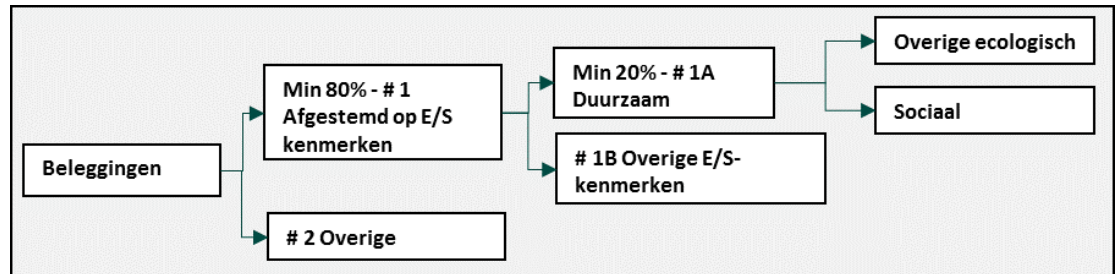 Beleggingen
Min 80% - # 1
Afgestemd op E/S
kenmerken
# 2 Overige
Min 20% - # 1A
Duurzaam
# 1B Overige E/S-
kenmerken
Overige ecologisch
Sociaal